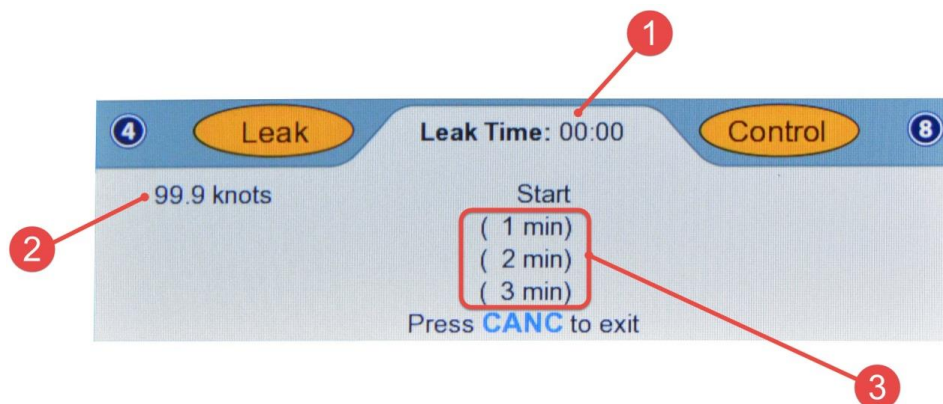 1
4 Leak Leak Time: 00:00 Control 8
99.9 knots Start
2
( 1 min)
( 2 min)
( 3 min)
Press CANC to exit
3